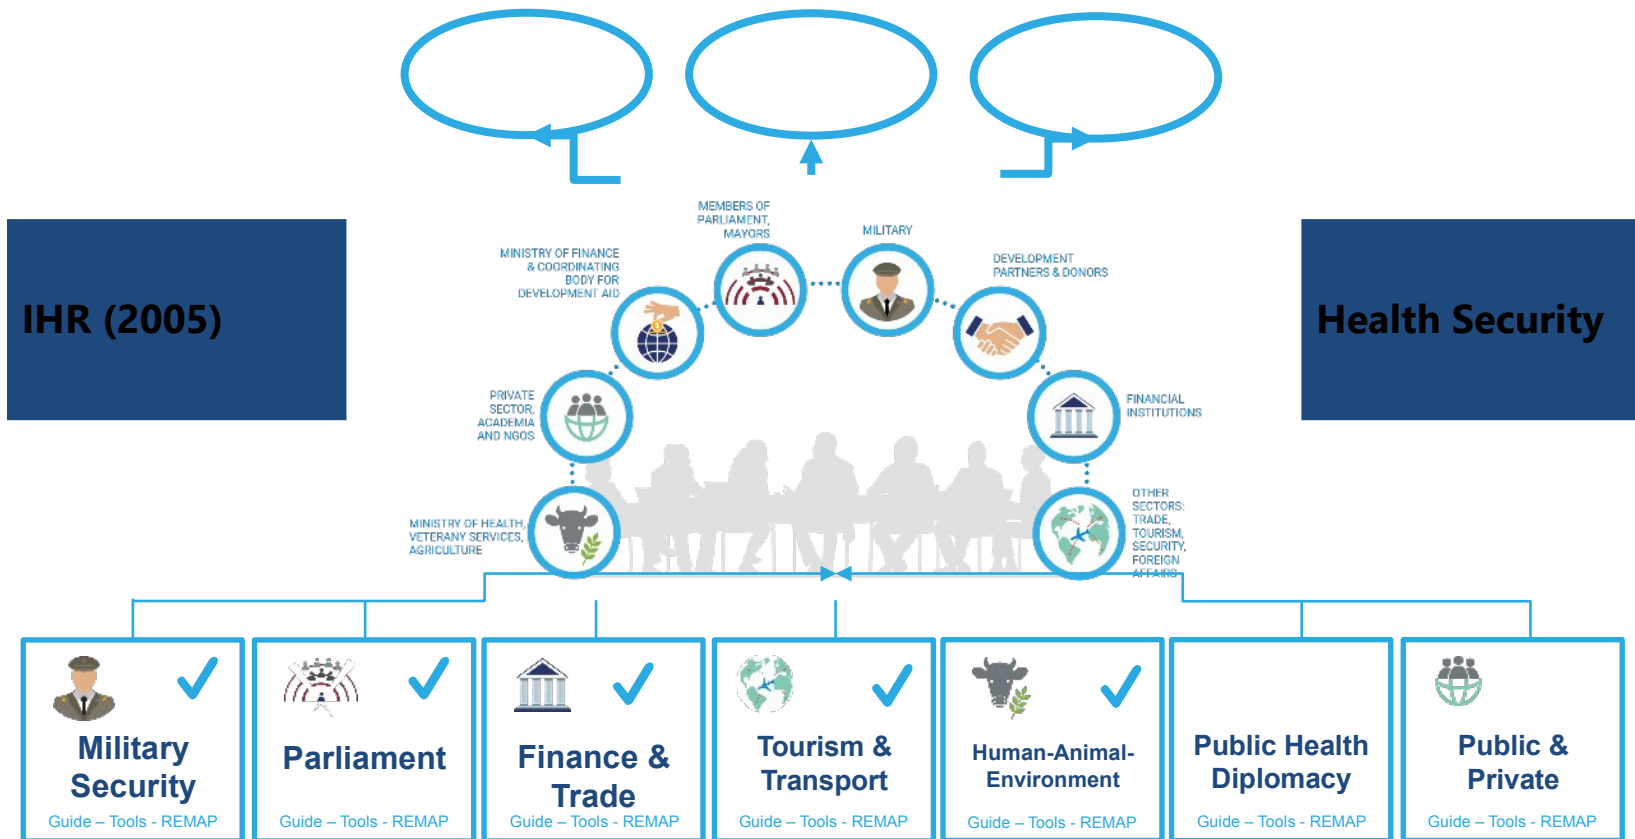 MEMBERS OF
PARLIAMENT,
MAYORS
MILITARY
MINISTRY OF FINANCE
& COORDINATING
BODY FOR
DEVELOPMENT AID
DEVELOPMENT
PARTNERS & DONORS
IHR (2005)
Health Security
PRIVATE
SECTOR,
ACADEMIA
AND NGOS
FINANCIAL
INSTITUTIONS
MINISTRY OF HEALTH,
VETERANY SERVICES,
AGRICULTURE
OTHER
SECTORS:
TRADE,
TOURISM,
SECURITY,
FOREIGN
AFFAIRS
Military
Security
Guide – Tools - REMAP
Parliament
Guide – Tools - REMAP
Finance &
Trade
Guide – Tools - REMAP
Tourism &
Transport
Guide – Tools - REMAP
Human-Animal-
Environment
Guide – Tools - REMAP
Public Health
Diplomacy
Guide – Tools - REMAP
Public &
Private
Guide – Tools - REMAP